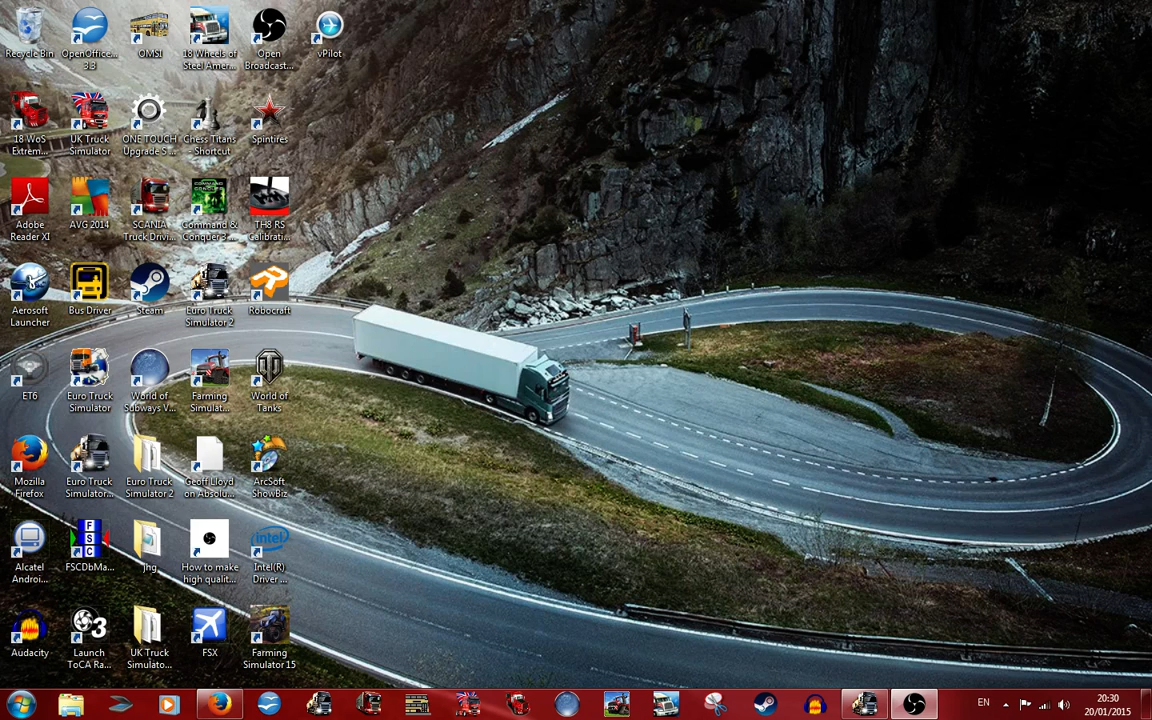 Recycle Bin
OpenOffice... 3.3
OMSI
18 Wheels of Steel Amer...
Open Broadcast...
vPilot
18 WoS Extrem...
UK Truck Simulator
ONE TOUCH Upgrade S ...
Chess Titans - Shortcut
Spintires
Adobe Reader XI
AVG 2014
SCANIA Truck Drivi...
Command & Conquer 3 ...
TH8 RS Calibrati...
Aerosoft Launcher
Bus Driver
Steam
Euro Truck Simulator 2
Robocraft
ET6
Euro Truck Simulator
World of Subways V...
Farming Simulat...
World of Tanks
Mozilla Firefox
Euro Truck Simulator...
Euro Truck Simulator 2
Geoff Lloyd on Absolu...
ArcSoft ShowBiz
Alcatel Androi...
FSC
FSCDbMa...
jhg
How to make high qualit...
intel
Intel(R) Driver ...
Audacity
3
Launch ToCA Ra...
UK Truck Simulato...
FSX
Farming Simulator 15
EN
20:30
20/01/2015